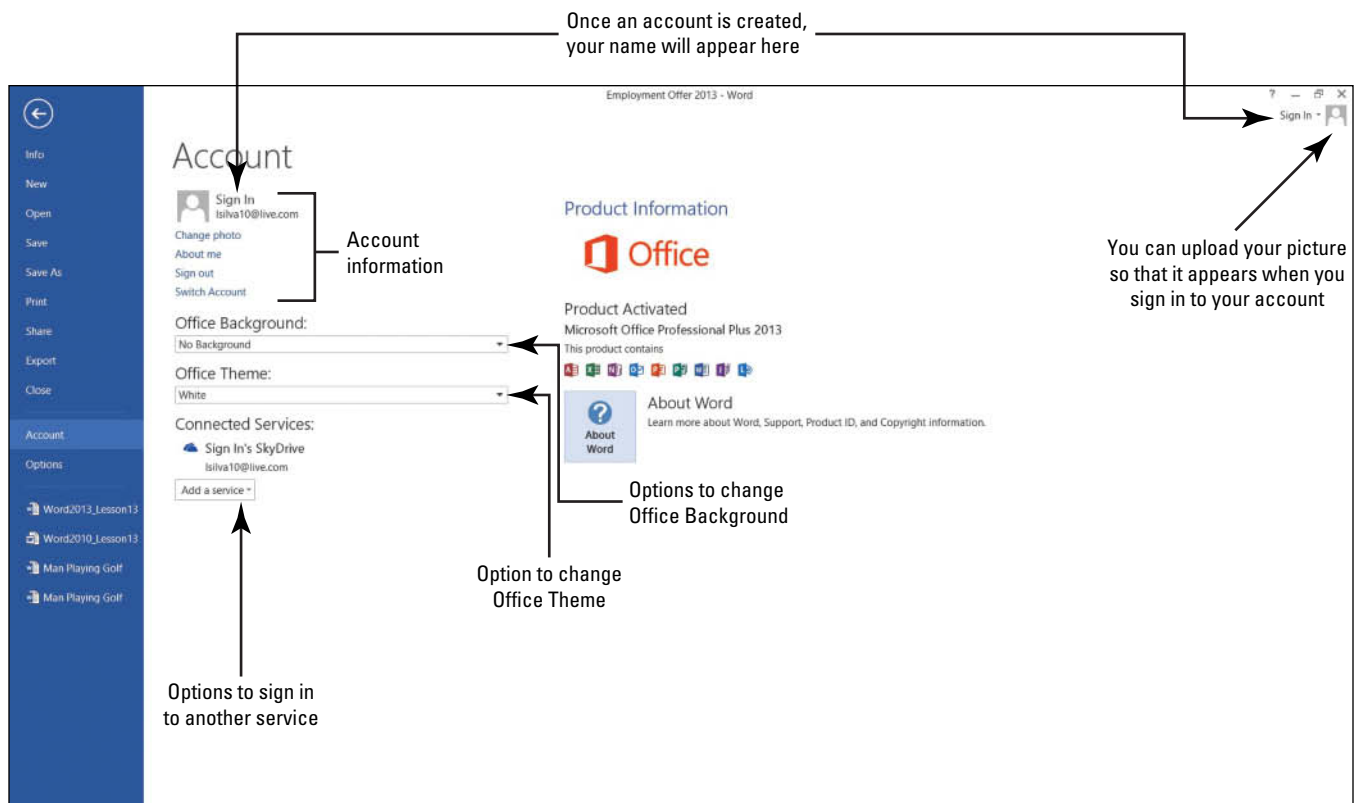 Once an account is created,
your name will appear here
Employment Offer 2013 - Word
?
Sign In
Info
New
Open
Save
Save As
Print
Share
Export
Close
Account
Options
Word2013_Lesson13
Word2010_Lesson13
Man Playing Golf
Man Playing Golf
Account
Sign In
lsilva10@live.com
Change photo
About me
Sign out
Switch Account
Account
information
Office Background:
No Background
Office Theme:
White
Connected Services:
Sign In's SkyDrive
lsilva10@live.com
Add a service
Product Information
Office
Product Activated
Microsoft Office Professional Plus 2013
This product contains
About
Word
About Word
Learn more about Word, Support, Product ID, and Copyright information.
You can upload your picture
so that it appears when you
sign in to your account
Options to change
Office Background
Option to change
Office Theme
Options to sign in
to another service